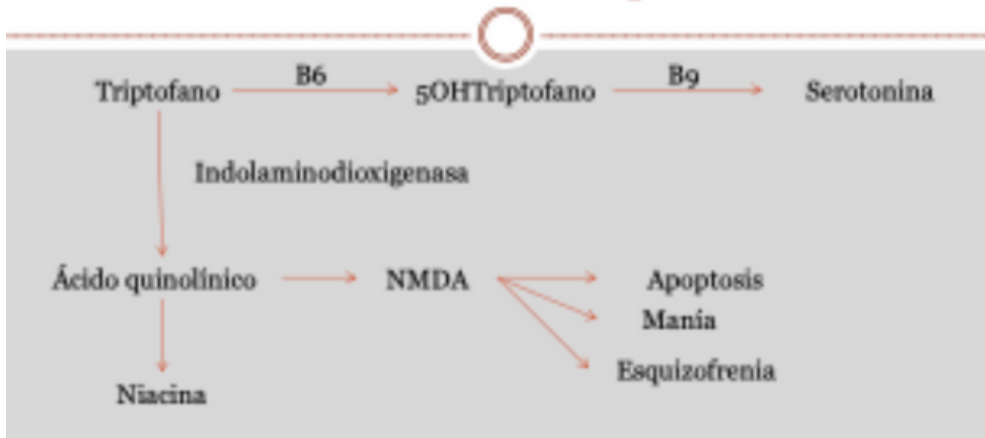 B6
B9
Triptofano
5OHTriptofano
Serotonina
Indolaminodioxigenasa
Ácido quinolínico
NMDA
Apoptosis
Manía
Esquizofrenia
Niacina